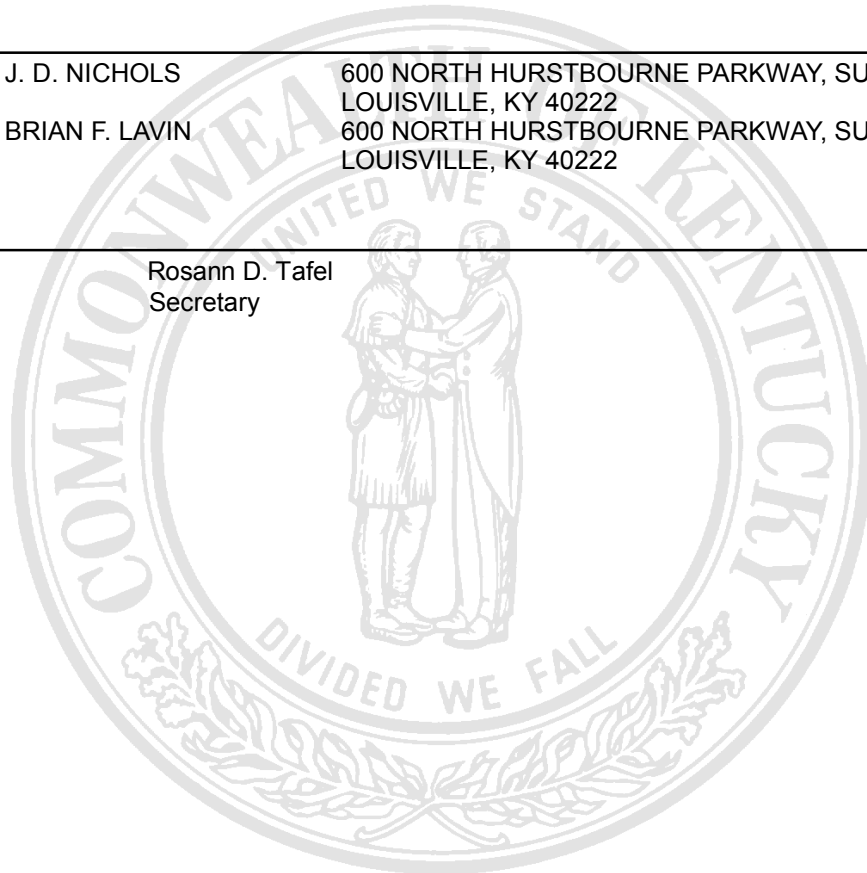 J. D. NICHOLS 600 NORTH HURSTBOURNE PARKWAY, SU
LOUISVILLE, KY 40222
BRIAN F. LAVIN 600 NORTH HURSTBOURNE PARKWAY, SU
LOUISVILLE, KY 40222
Rosann D. Tafel
Secretary
COMMONWEALTH OF KENTUCKY
UNITED WE STAND
DIVIDED WE FALL